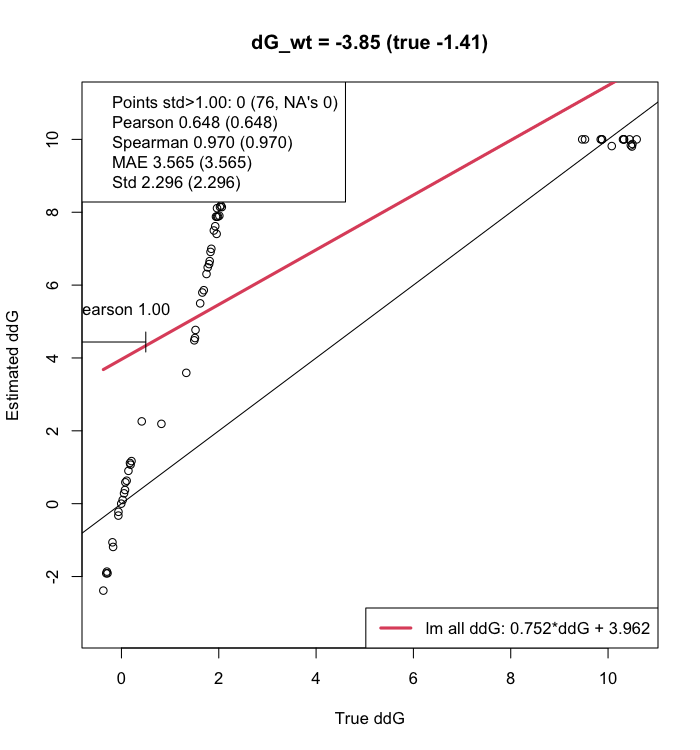 dG_wt = -3.85 (true -1.41)
Points std>1.00: 0 (76, NA's 0)
Pearson 0.648 (0.648)
Spearman 0.970 (0.970)
MAE 3.565 (3.565)
Std 2.296 (2.296)
earson 1.00
lm all ddG: 0.752*ddG + 3.962
Estimated ddG
10
8
6
4
2
0
-2
0 2 4 6 8 10
True ddG